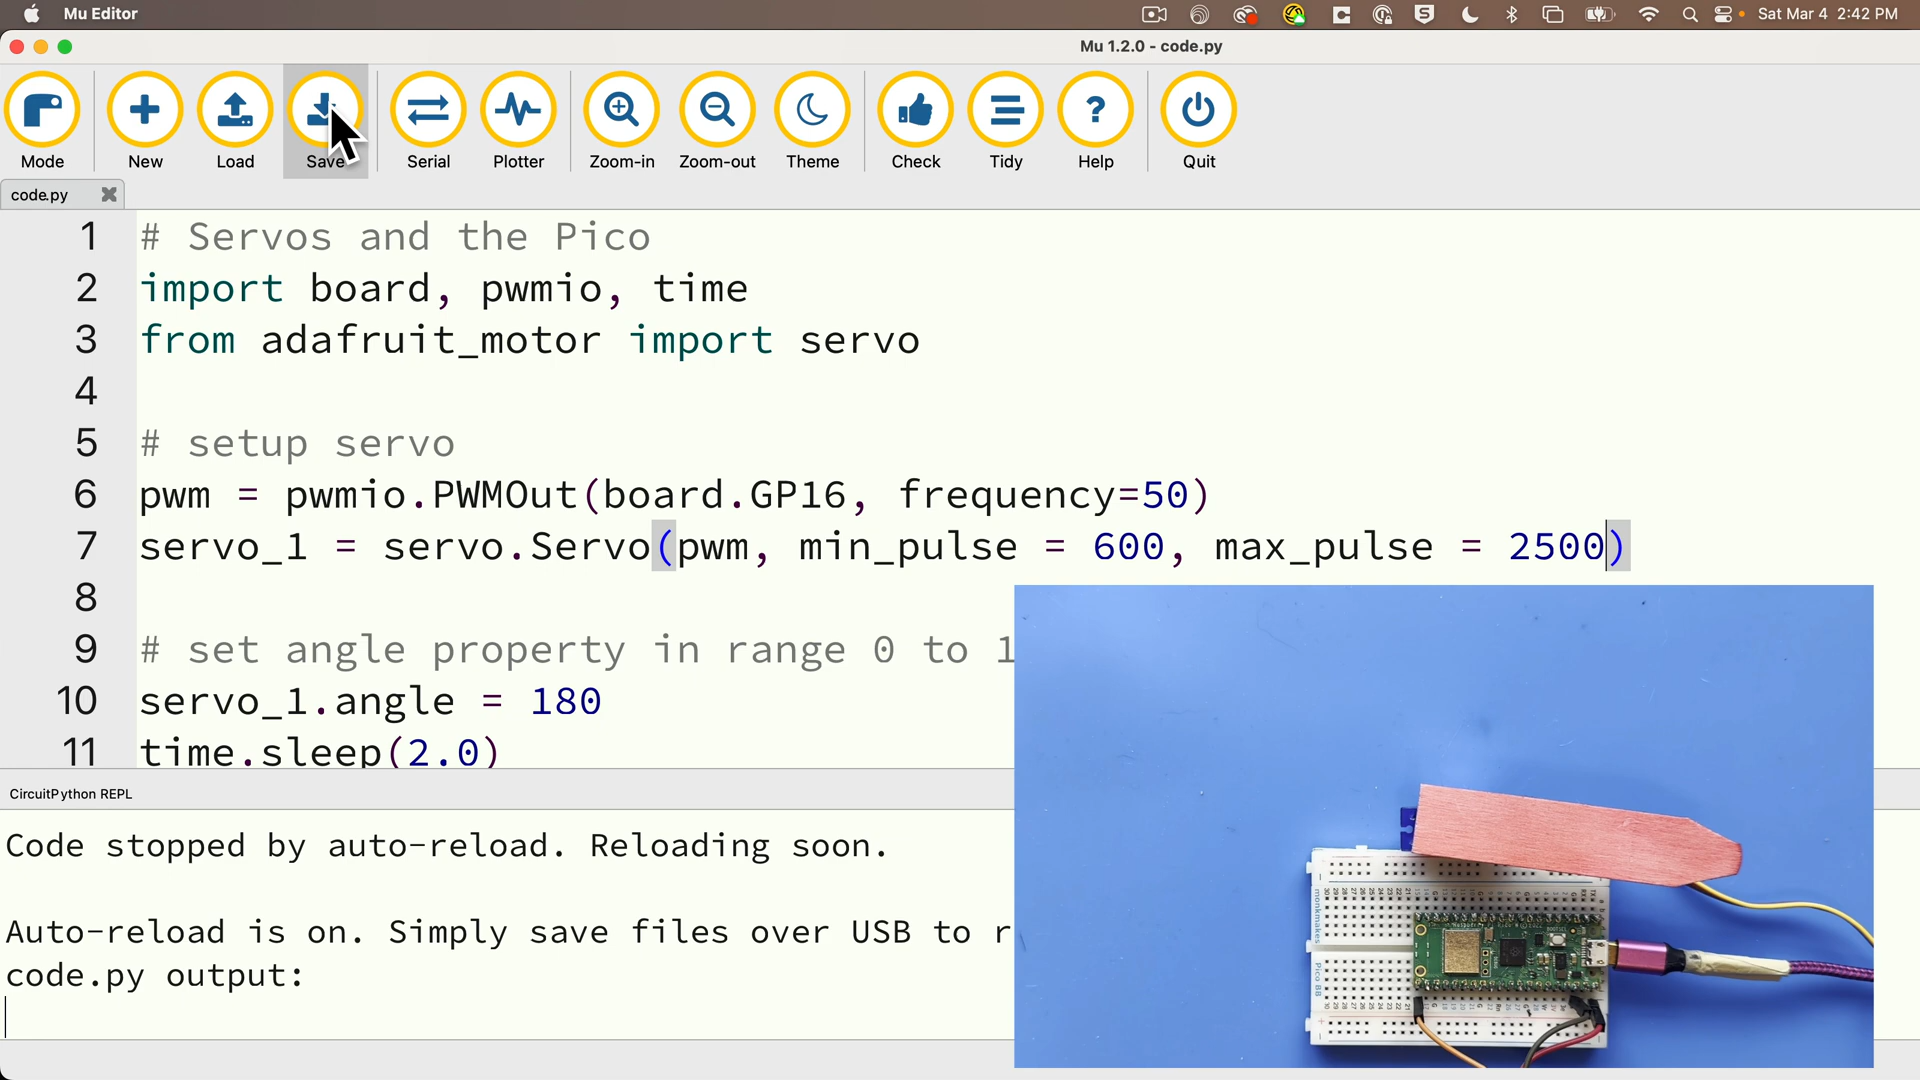 Mu Editor
Sat Mar 4 2:42 PM
Mu 1.2.0 - code.py
Mode
New
Load
Save
Serial
Plotter
Zoom-in
Zoom-out
Theme
Check
Tidy
Help
Quit
code.py
1 # Servos and the Pico
2 import board, pwmio, time
3 from adafruit_motor import servo
4
5 # setup servo
6 pwm = pwmio.PWMOut(board.GP16, frequency=50)
7 servo_1 = servo.Servo(pwm, min_pulse = 600, max_pulse = 2500)
8
9 # set angle property in range 0 to 1
10 servo_1.angle = 180
11 time.sleep(2.0)
CircuitPython REPL
Code stopped by auto-reload. Reloading soon.
Auto-reload is on. Simply save files over USB to r
code.py output:
monkmakes
Pico BB